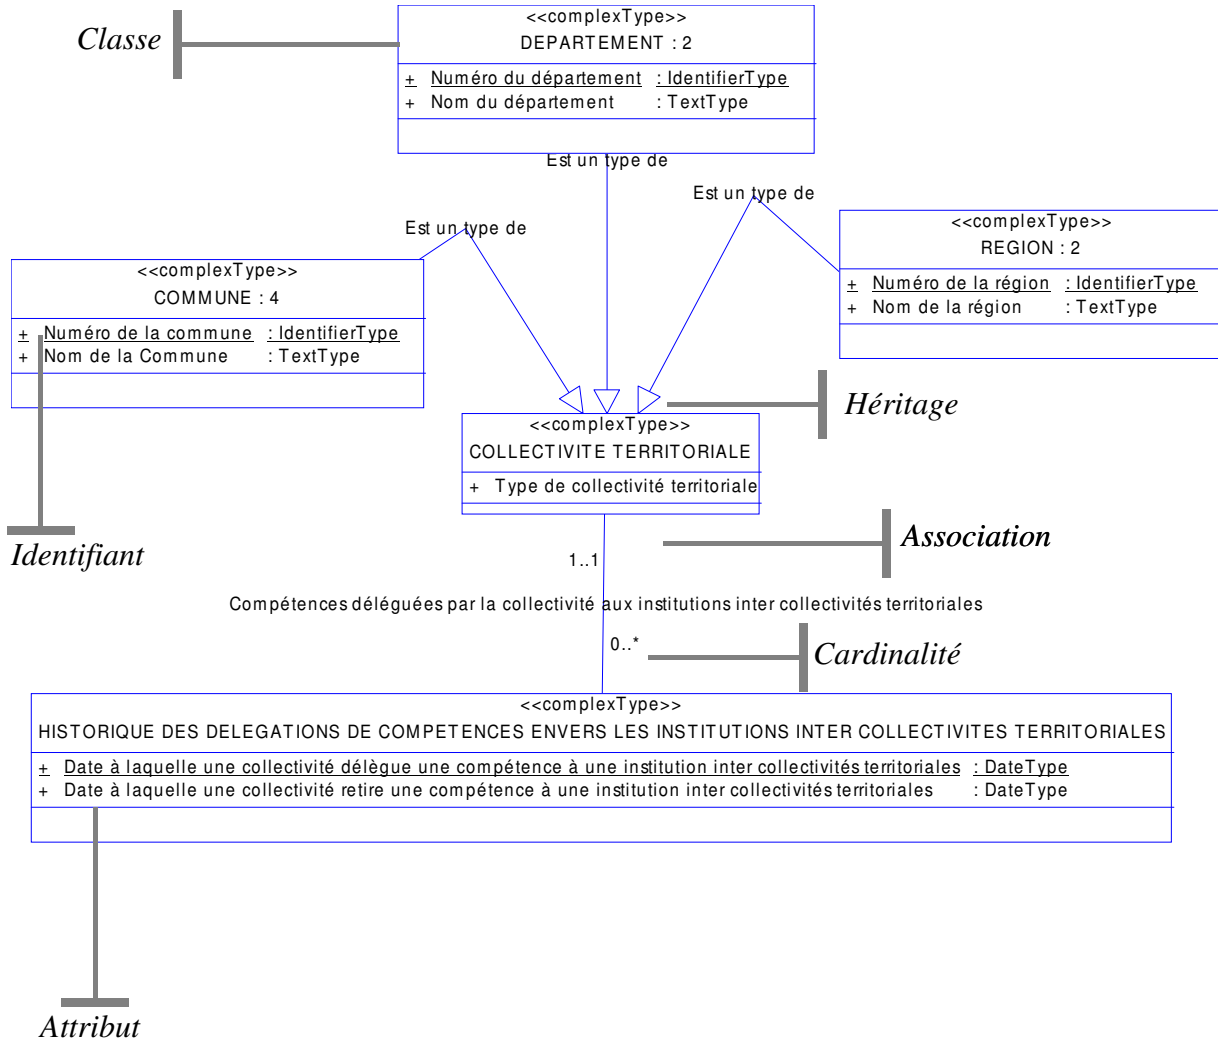 Classe
<<complexType>>
DEPARTEMENT : 2
+ Numéro du département : IdentifierType
+ Nom du département : TextType
Est un type de
Est un type de
Est un type de
<<complexType>>
REGION : 2
+ Numéro de la région : IdentifierType
+ Nom de la région : TextType
<<complexType>>
COMMUNE : 4
+ Numéro de la commune : IdentifierType
+ Nom de la Commune : TextType
Héritage
<<complexType>>
COLLECTIVITE TERRITORIALE
+ Type de collectivité territoriale
Identifiant
Association
1..1
Compétences déléguées par la collectivité aux institutions inter collectivités territoriales
0..*
Cardinalité
<<complexType>>
HISTORIQUE DES DELEGATIONS DE COMPETENCES ENVERS LES INSTITUTIONS INTER COLLECTIVITES TERRITORIALES
+ Date à laquelle une collectivité délègue une compétence à une institution inter collectivités territoriales : DateType
+ Date à laquelle une collectivité retire une compétence à une institution inter collectivités territoriales : DateType
Attribut